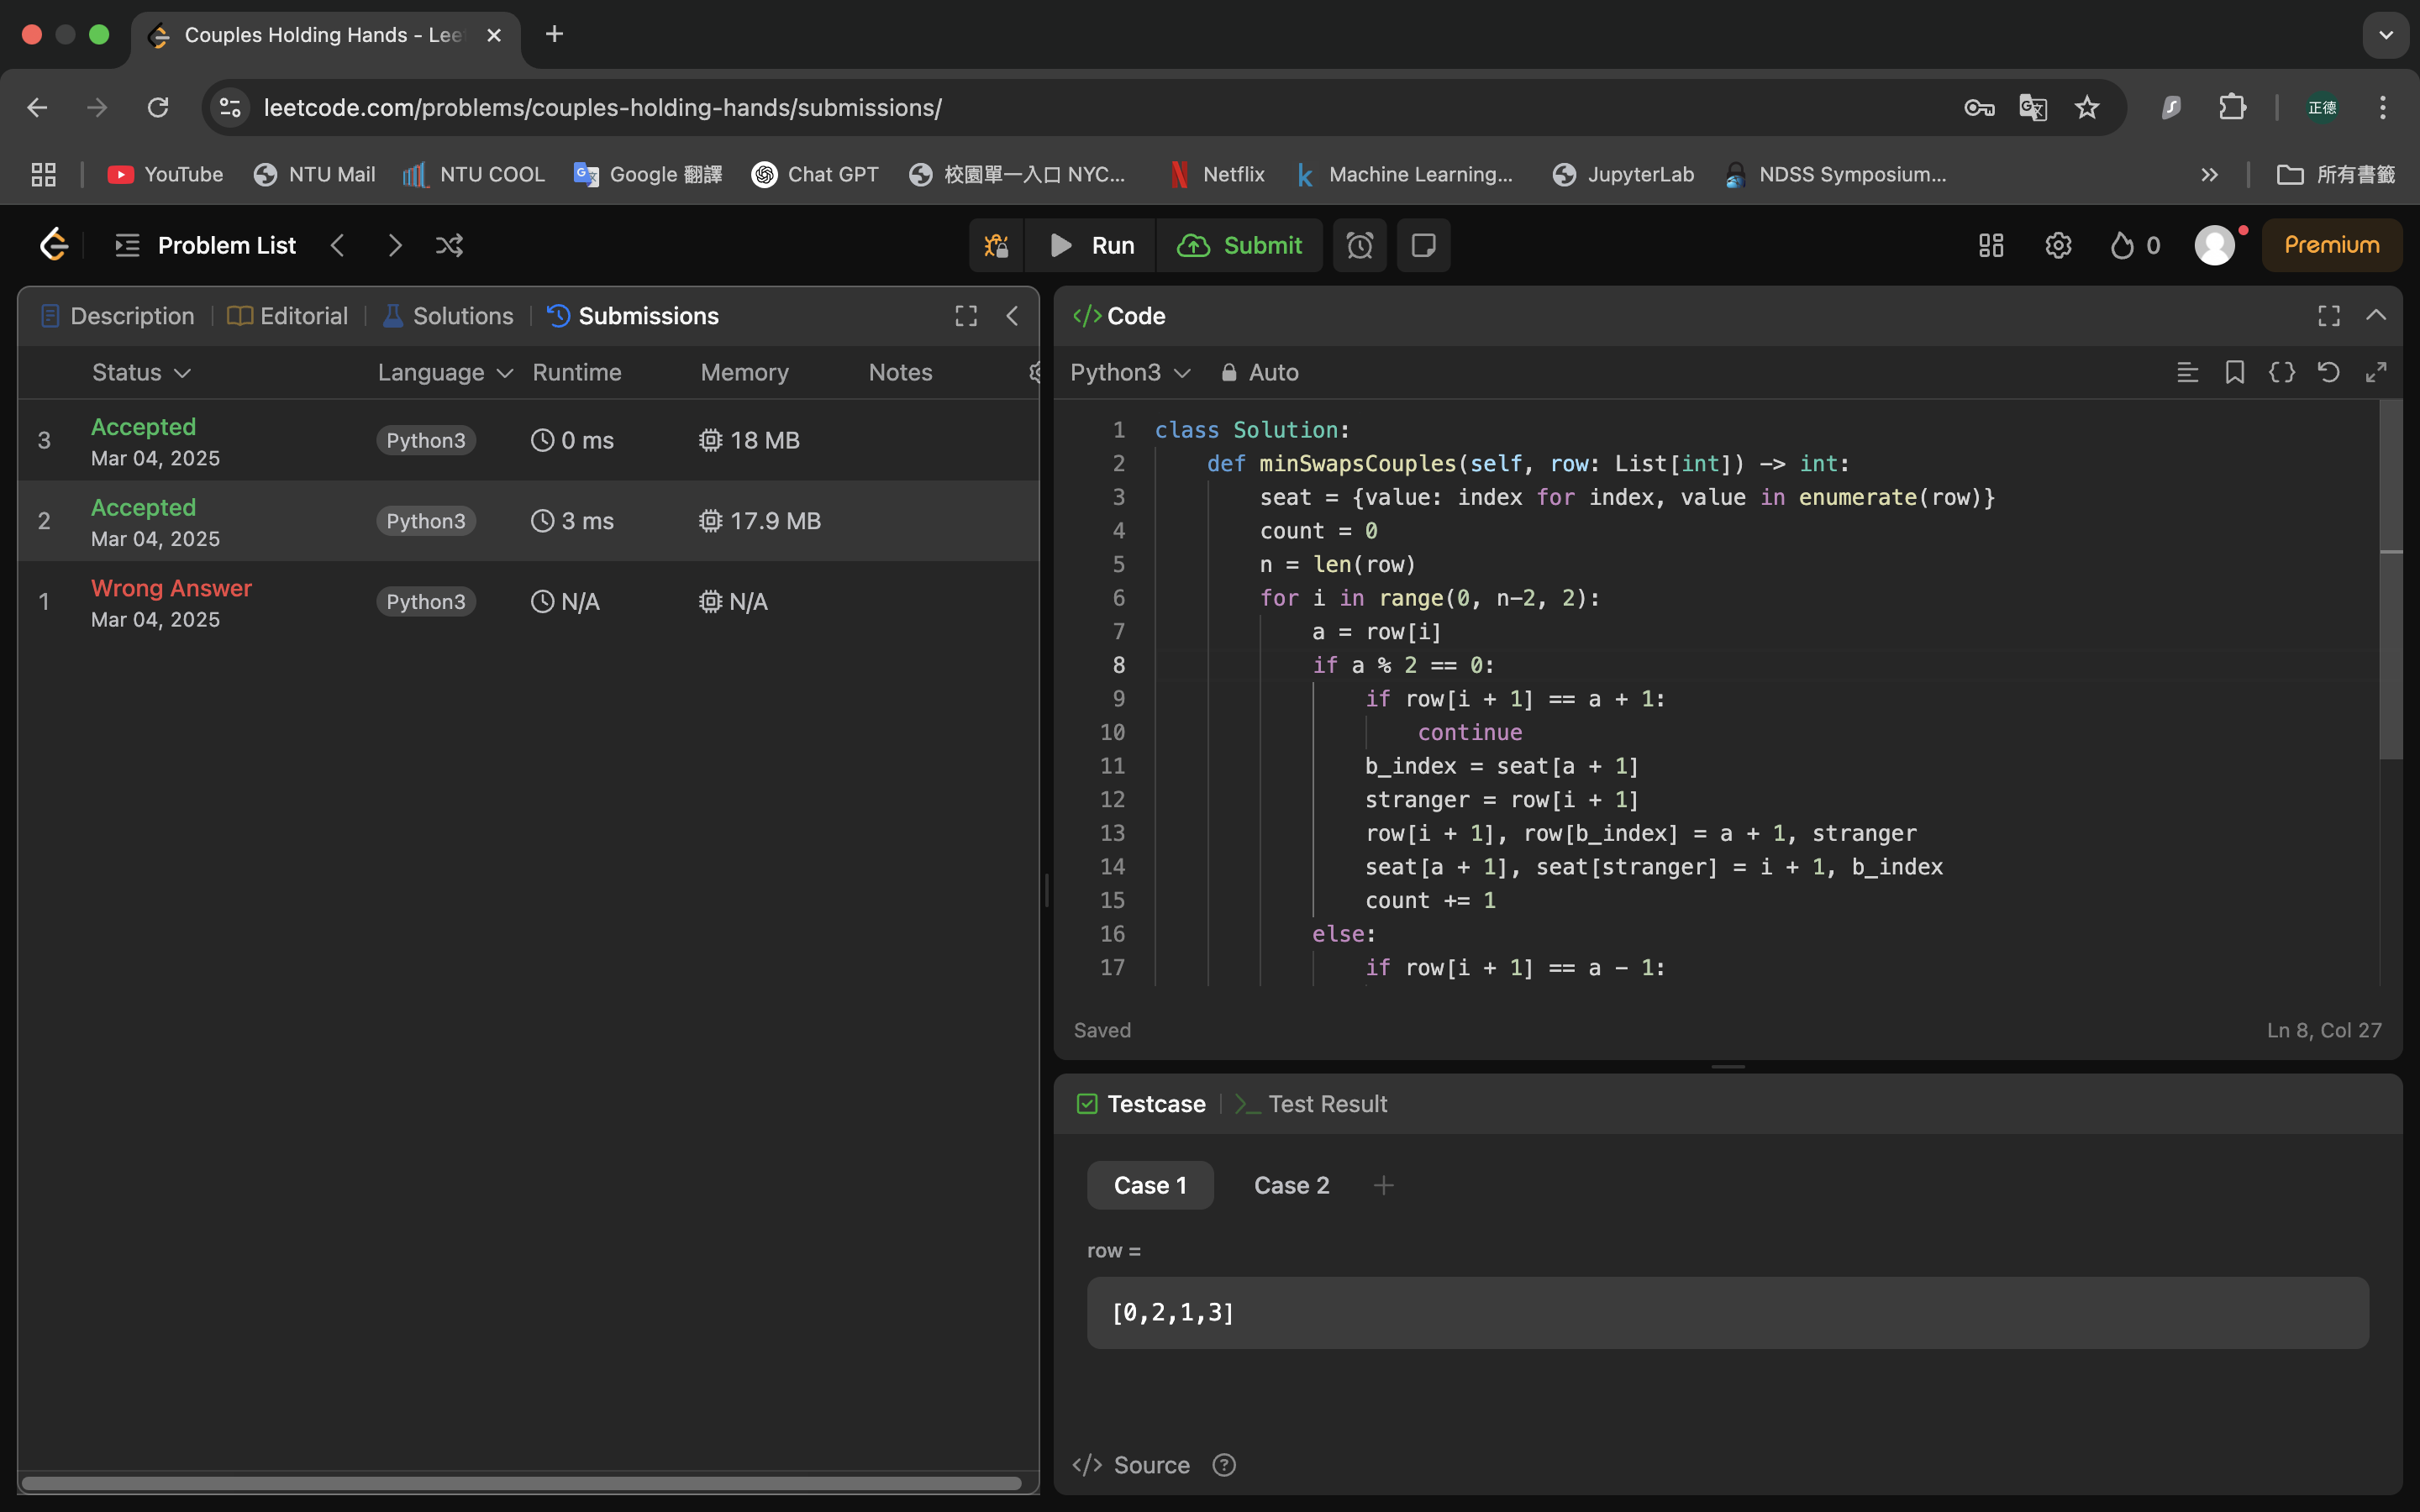 Couples Holding Hands - Lee
leetcode.com/problems/couples-holding-hands/submissions/
正德
YouTube
NTU Mail
NTU COOL
Google 翻譯
Chat GPT
校園單一入口 NYC...
Netflix
Machine Learning...
JupyterLab
NDSS Symposium...
所有書籤
Problem List
Run
Submit
0
Premium
Description
Editorial
Solutions
Submissions
Status
Language
Runtime
Memory
Notes
3
Accepted
Mar 04, 2025
Python3
0 ms
18 MB
2
Accepted
Mar 04, 2025
Python3
3 ms
17.9 MB
1
Wrong Answer
Mar 04, 2025
Python3
N/A
N/A
Code
Python3
Auto
1 class Solution:
2 def minSwapsCouples(self, row: List[int]) -> int:
3 seat = {value: index for index, value in enumerate(row)}
4 count = 0
5 n = len(row)
6 for i in range(0, n-2, 2):
7 a = row[i]
8 if a % 2 == 0:
9 if row[i + 1] == a + 1:
10 continue
11 b_index = seat[a + 1]
12 stranger = row[i + 1]
13 row[i + 1], row[b_index] = a + 1, stranger
14 seat[a + 1], seat[stranger] = i + 1, b_index
15 count += 1
16 else:
17 if row[i + 1] == a - 1:
Saved
Ln 8, Col 27
Testcase
Test Result
Case 1
Case 2
row =
[0,2,1,3]
Source